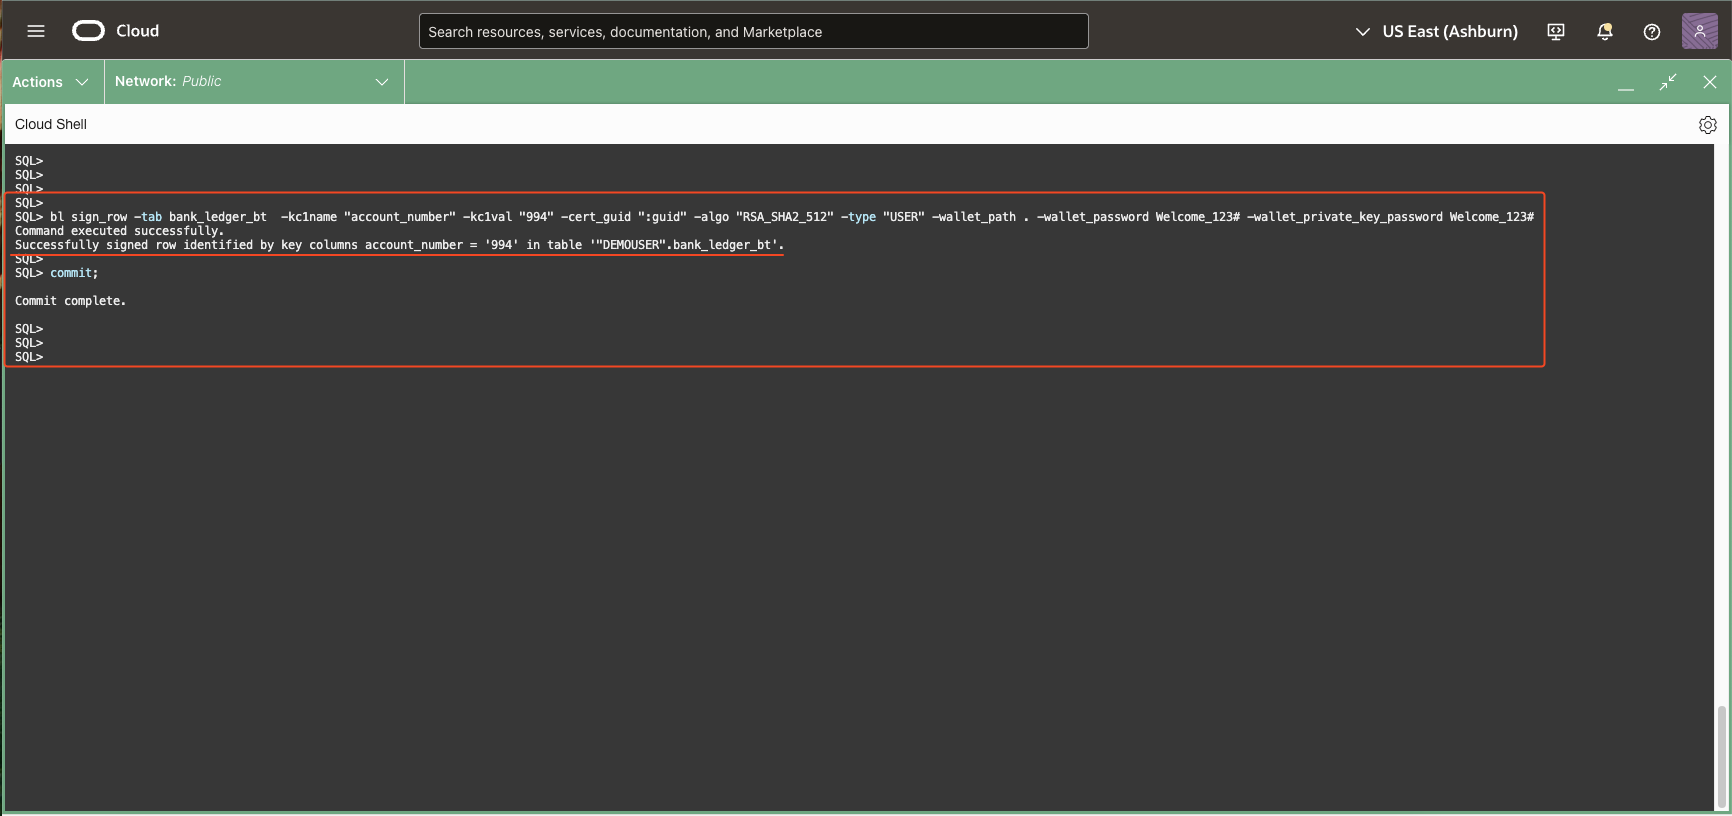 Cloud
Search resources, services, documentation, and Marketplace
US East (Ashburn)
Actions
Network: Public
Cloud Shell
SQL>
SQL>
SQL>
SQL>
SQL> bl sign_row -tab bank_ledger_bt  -kc1name "account_number" -kc1val "994" -cert_guid ":guid" -algo "RSA_SHA2_512" -type "USER" -wallet_path . -wallet_password Welcome_123# -wallet_private_key_password Welcome_123#
Command executed successfully.
Successfully signed row identified by key columns account_number = '994' in table '"DEMOUSER".bank_ledger_bt'.
SQL>
SQL> commit;
Commit complete.
SQL>
SQL>
SQL>